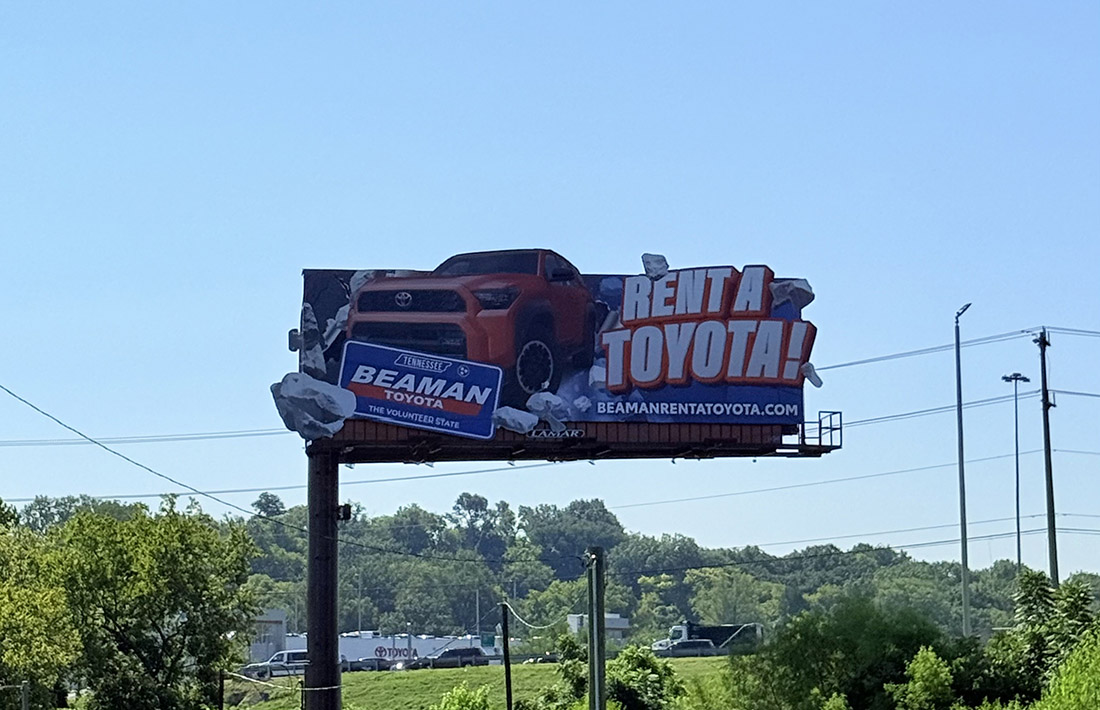 RENT A
TOYOTA!
TENNESSEE
BEAMAN
TOYOTA
THE VOLUNTEER STATE
BEAMANRENTATOYOTA.COM
LAMAR
TOYOTA